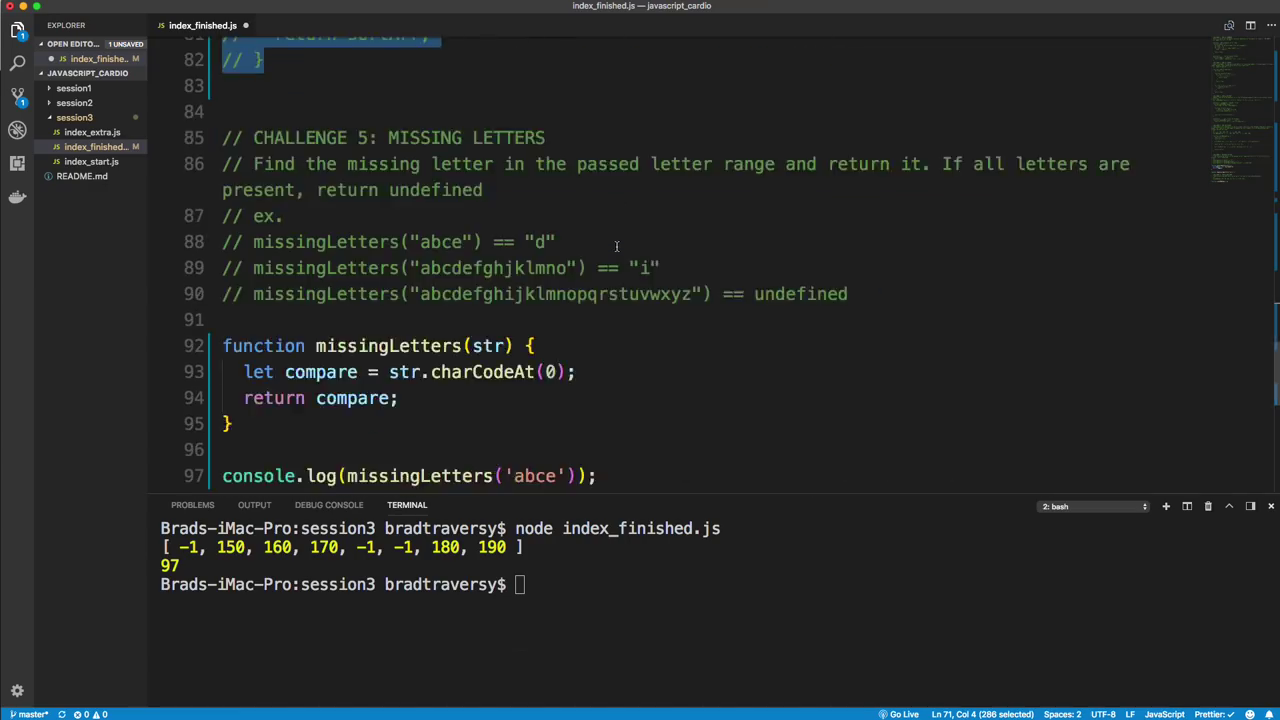 index_finished.js — javascript_cardio
EXPLORER
index_finished.js
OPEN EDITO... 1 UNSAVED
index_finishe... M
JAVASCRIPT_CARDIO
session1
session2
session3
index_extra.js
index_finished... M
index_start.js
README.md
1
1
82 // }
83
84
85 // CHALLENGE 5: MISSING LETTERS
86 // Find the missing letter in the passed letter range and return it. If all letters are
present, return undefined
87 // ex.
88 // missingLetters("abce") == "d"
89 // missingLetters("abcdefghjklmno") == "i"
90 // missingLetters("abcdefghijklmnopqrstuvwxyz") == undefined
91
92 function missingLetters(str) {
93 let compare = str.charCodeAt(0);
94 return compare;
95 }
96
97 console.log(missingLetters('abce'));
PROBLEMS OUTPUT DEBUG CONSOLE TERMINAL 2: bash
Brads-iMac-Pro:session3 bradtraversy$ node index_finished.js
[ -1, 150, 160, 170, -1, -1, 180, 190 ]
97
Brads-iMac-Pro:session3 bradtraversy$
master* 0 0 Go Live Ln 71, Col 4 (286 selected) Spaces: 2 UTF-8 LF JavaScript Prettier: ✓